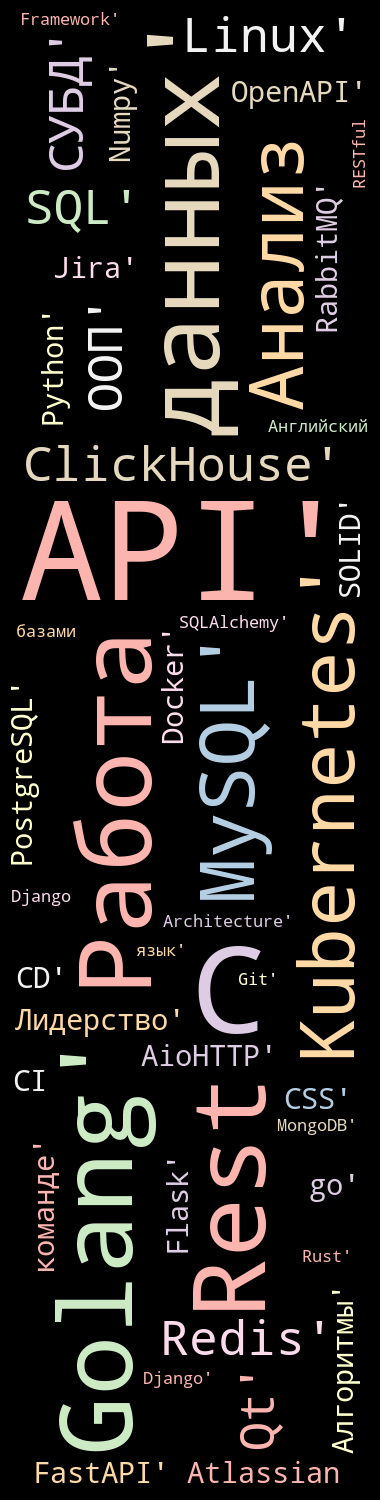 Framework'
Linux'
СУБД'
Numpy'
данных '
OpenAPI'
RESTful
Анализ
SQL'
RabbitMQ'
Jira'
Python'
ООП'
Английский
ClickHouse'
API'
SOLID'
базами
SQLAlchemy'
Работа
Docker'
MySQL'
Kubernetes'
PostgreSQL'
Django
Architecture'
язык'
CD'
С
Git'
Лидерство'
AioHTTP'
CI
Golang'
Rest
CSS'
MongoDB'
команде'
Flask'
go'
Rust'
Redis'
Алгоритмы'
Django'
Qt'
FastAPI' Atlassian